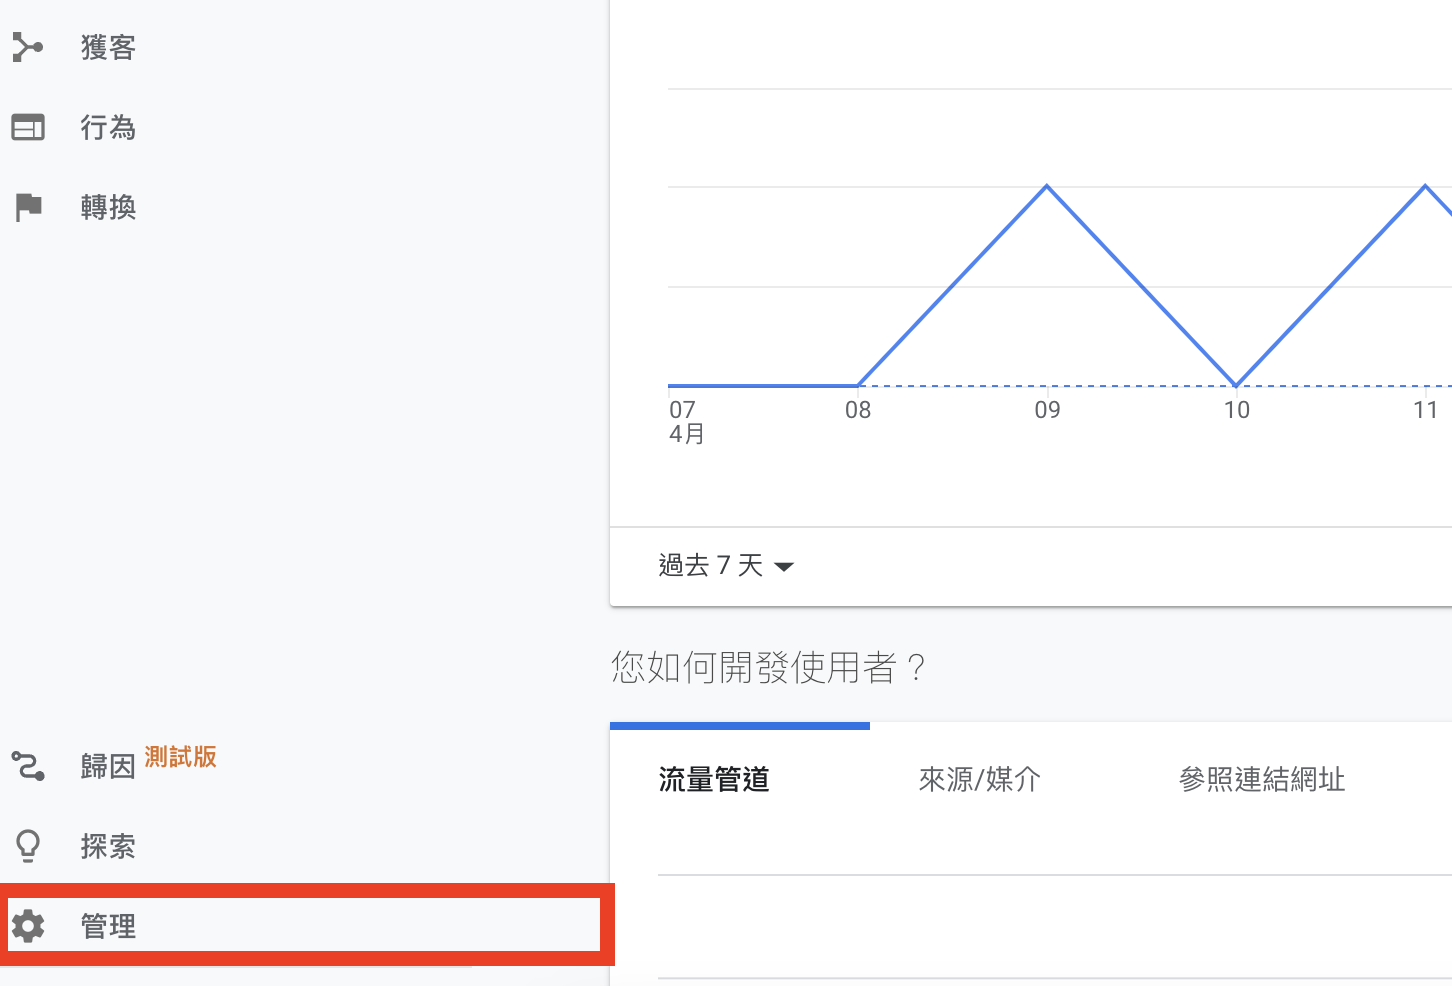 獲客
行為
轉換
07
08
09
10
11
4月
過去 7 天
您如何開發使用者？
流量管道
來源/媒介
參照連結網址
歸因 測試版
探索
管理